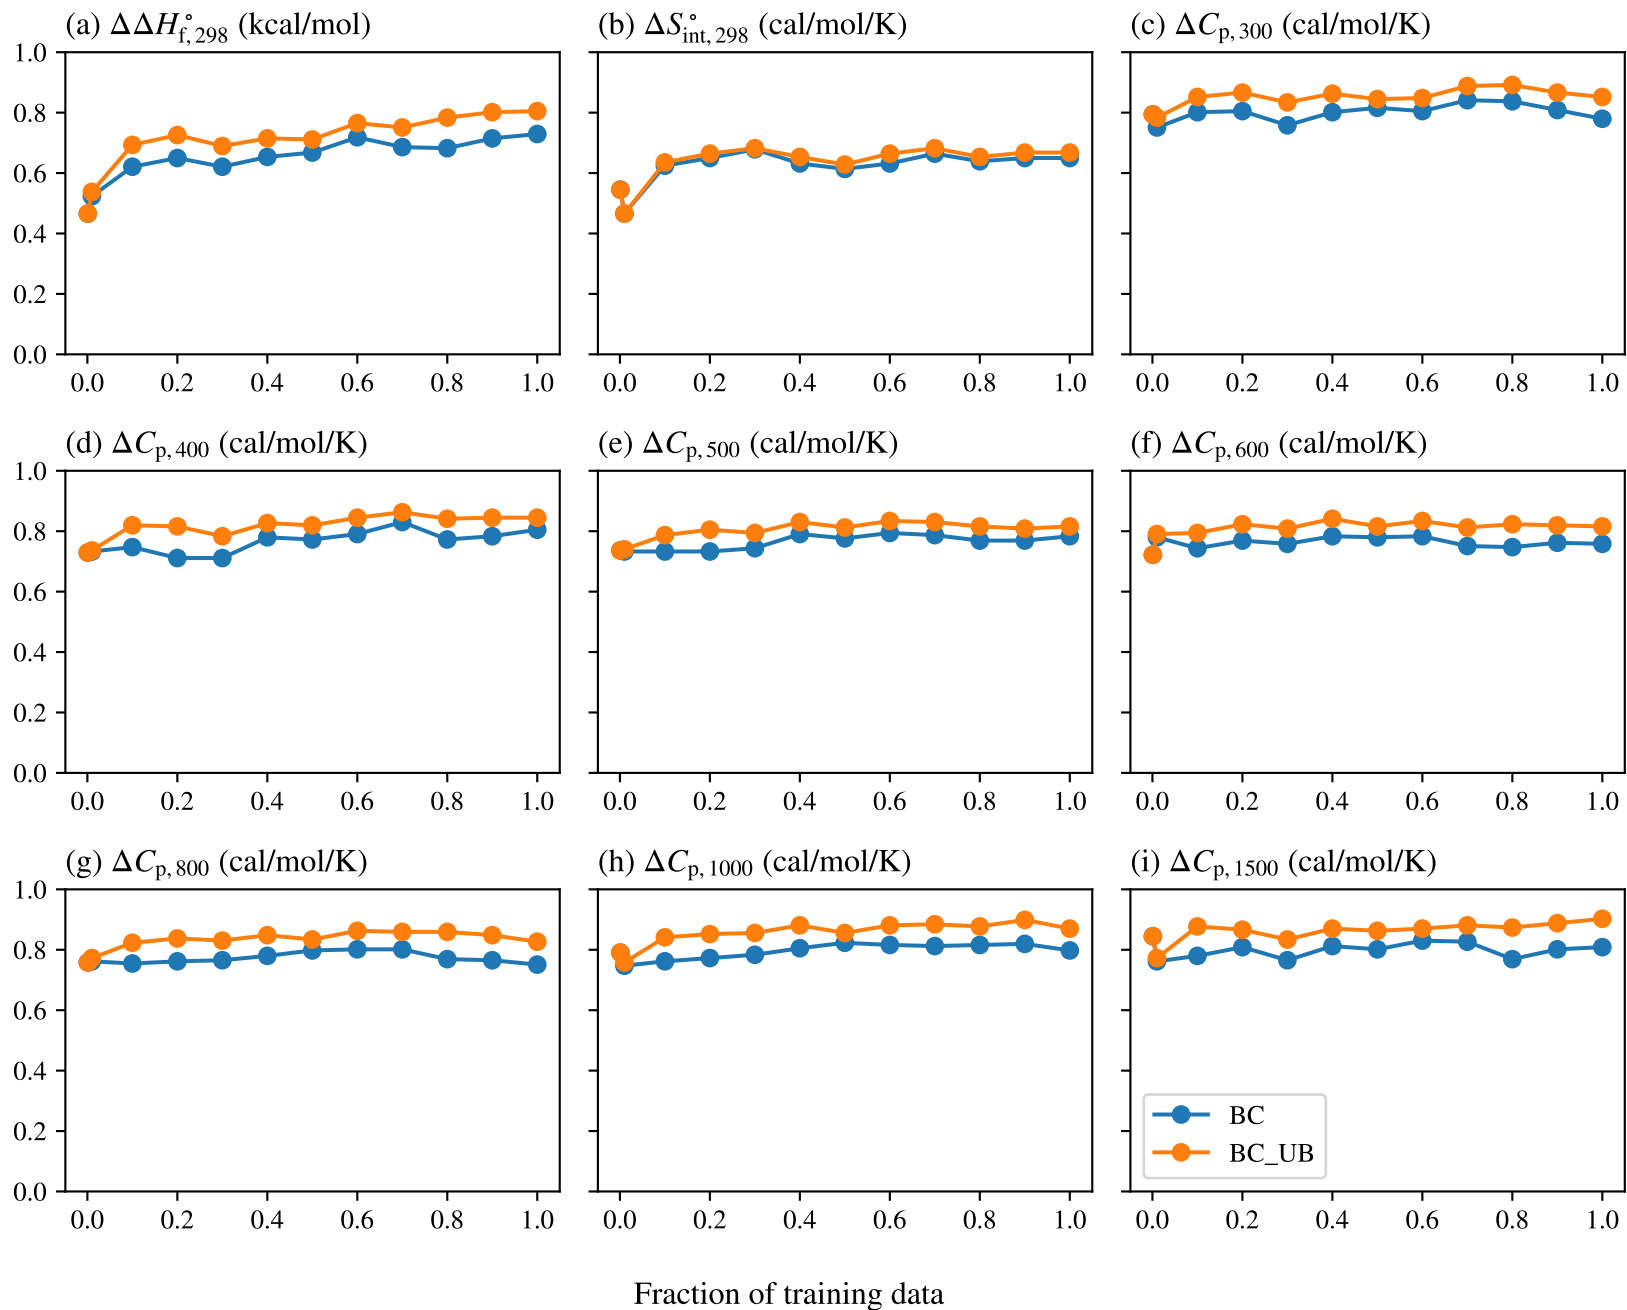 (a) ΔΔH°f, 298 (kcal/mol)
(b) ΔS°int, 298 (cal/mol/K)
(c) ΔCp, 300 (cal/mol/K)
1.0
0.8
0.6
0.4
0.2
0.0
0.0 0.2 0.4 0.6 0.8 1.0
0.0 0.2 0.4 0.6 0.8 1.0
0.0 0.2 0.4 0.6 0.8 1.0
(d) ΔCp, 400 (cal/mol/K)
(e) ΔCp, 500 (cal/mol/K)
(f) ΔCp, 600 (cal/mol/K)
1.0
0.8
0.6
0.4
0.2
0.0
0.0 0.2 0.4 0.6 0.8 1.0
0.0 0.2 0.4 0.6 0.8 1.0
0.0 0.2 0.4 0.6 0.8 1.0
(g) ΔCp, 800 (cal/mol/K)
(h) ΔCp, 1000 (cal/mol/K)
(i) ΔCp, 1500 (cal/mol/K)
1.0
0.8
0.6
0.4
0.2
0.0
BC
BC_UB
0.0 0.2 0.4 0.6 0.8 1.0
0.0 0.2 0.4 0.6 0.8 1.0
0.0 0.2 0.4 0.6 0.8 1.0
Fraction of training data